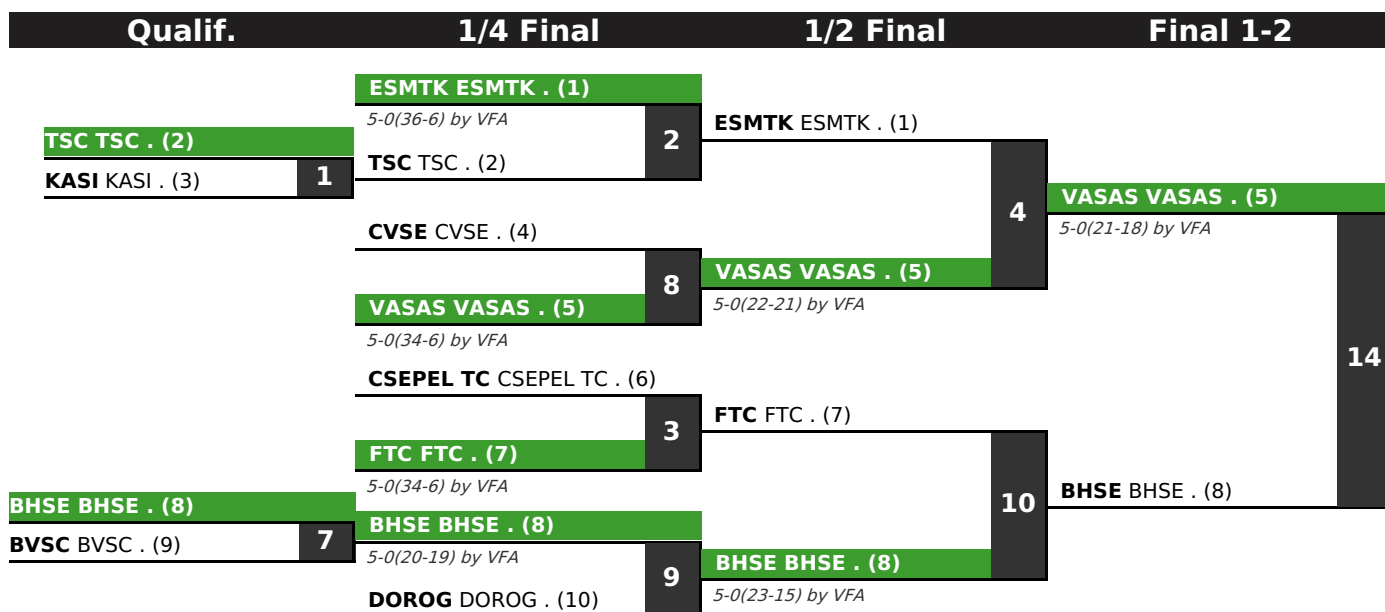 Qualif. 1/4 Final 1/2 Final Final 1-2
ESMTK ESMTK . (1)
5-0(36-6) by VFA
ESMTK ESMTK . (1)
TSC TSC . (2)
2
TSC TSC . (2)
KASI KASI . (3)
1
VASAS VASAS . (5)
4
5-0(21-18) by VFA
CVSE CVSE . (4)
VASAS VASAS . (5)
8
5-0(22-21) by VFA
VASAS VASAS . (5)
5-0(34-6) by VFA
14
CSEPEL TC CSEPEL TC . (6)
FTC FTC . (7)
3
FTC FTC . (7)
5-0(34-6) by VFA
BHSE BHSE . (8)
BHSE BHSE . (8)
10
BHSE BHSE . (8)
BVSC BVSC . (9)
7
5-0(20-19) by VFA
BHSE BHSE . (8)
9
5-0(23-15) by VFA
DOROG DOROG . (10)